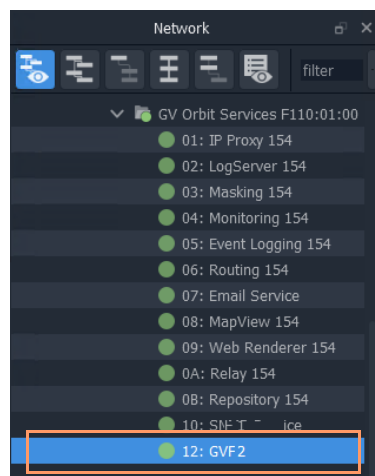 Network
filter
GV Orbit Services F110:01:00
01: IP Proxy 154
02: LogServer 154
03: Masking 154
04: Monitoring 154
05: Event Logging 154
06: Routing 154
07: Email Service
08: MapView 154
09: Web Renderer 154
0A: Relay 154
0B: Repository 154
10:
12: GVF2